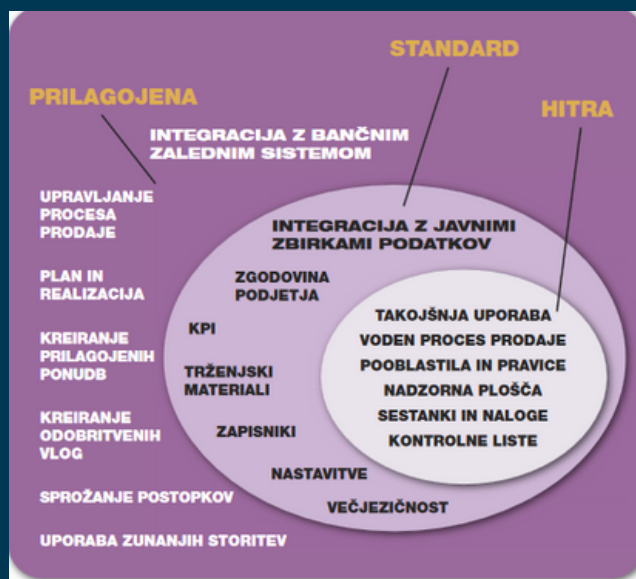 STANDARD
PRILAGOJENA
HITRA
INTEGRACIJA Z BANČNIM
ZALEDNIM SISTEMOM
UPRAVLJANJE
PROCESA
PRODAJE
PLAN IN
REALIZACIJA
KREIRANJE
PRILAGOJENIH
PONUDB
KREIRANJE
ODOBRITVENIH
VLOG
SPROŽANJE POSTOPKOV
UPORABA ZUNANJIH STORITEV
INTEGRACIJA Z JAVNIMI
ZBIRKAMI PODATKOV
ZGODOVINA
PODJETJA
KPI
TRŽENJSKI
MATERIALI
ZAPISNIKI
NASTAVITVE
VEČJEZIČNOST
TAKOJŠNJA UPORABA
VODEN PROCES PRODAJE
POOBLASTILA IN PRAVICE
NADZORNA PLOŠČA
SESTANKI IN NALOGE
KONTROLNE LISTE